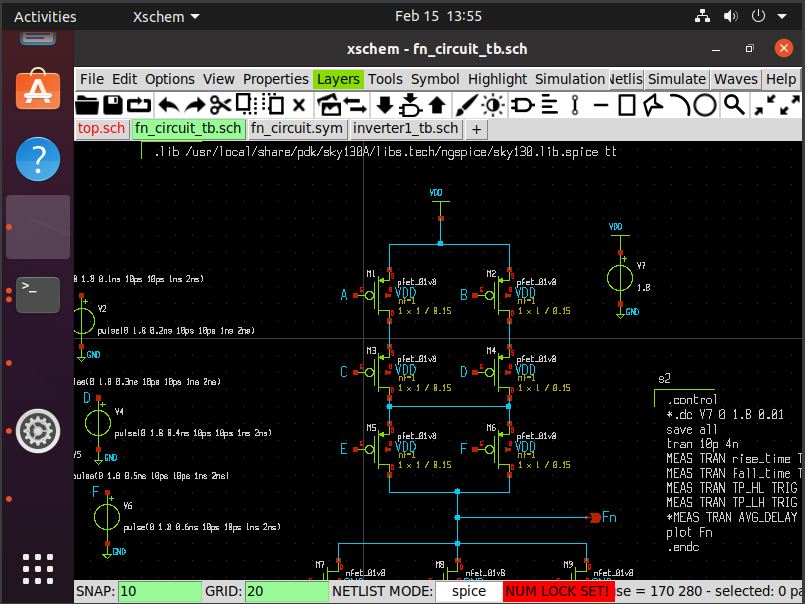 Activities
Xschem
Feb 15 13:55
xschem - fn_circuit_tb.sch
File Edit Options View Properties Layers Tools Symbol Highlight Simulation Netlis Simulate Waves Help
top.sch fn_circuit_tb.sch fn_circuit.sym inverter1_tb.sch +
.lib /usr/local/share/pdk/sky130A/libs.tech/ngspice/sky130.lib.spice tt
VDD
VDD
M1 pfet_01v8
A VDD
nf=1
1 x 1 / 0.15
M2 pfet_01v8
B VDD
nf=1
1 x 1 / 0.15
V7
1.8
GND
0 1.8 0.1ns 10ps 10ps 1ns 2ns)
V2
pulse(0 1.8 0.2ns 10ps 10ps 1ns 2ns)
GND
M3 pfet_01v8
C VDD
nf=1
1 x 1 / 0.15
M4 pfet_01v8
D VDD
nf=1
1 x 1 / 0.15
lse(0 1.8 0.3ns 10ps 10ps 1ns 2ns)
D
V4
pulse(0 1.8 0.4ns 10ps 10ps 1ns 2ns)
GND
V5
pulse(0 1.8 0.5ns 10ps 10ps 1ns 2ns)
M5 pfet_01v8
E VDD
nf=1
1 x 1 / 0.15
M6 pfet_01v8
F VDD
nf=1
1 x 1 / 0.15
F
V6
pulse(0 1.8 0.6ns 10ps 10ps 1ns 2ns)
GND
Fn
M7 nfet_01v8
M8 nfet_01v8
M9 nfet_01v8
s2
.control
*.dc V7 0 1.8 0.01
save all
tran 10p 4n
MEAS TRAN rise_time T
MEAS TRAN fall_time T
MEAS TRAN TP_HL TRIG
MEAS TRAN TP_LH TRIG
*MEAS TRAN AVG_DELAY
plot Fn
.endc
SNAP: 10 GRID: 20 NETLIST MODE: spice NUM LOCK SET! se = 170 280 - selected: 0 pa